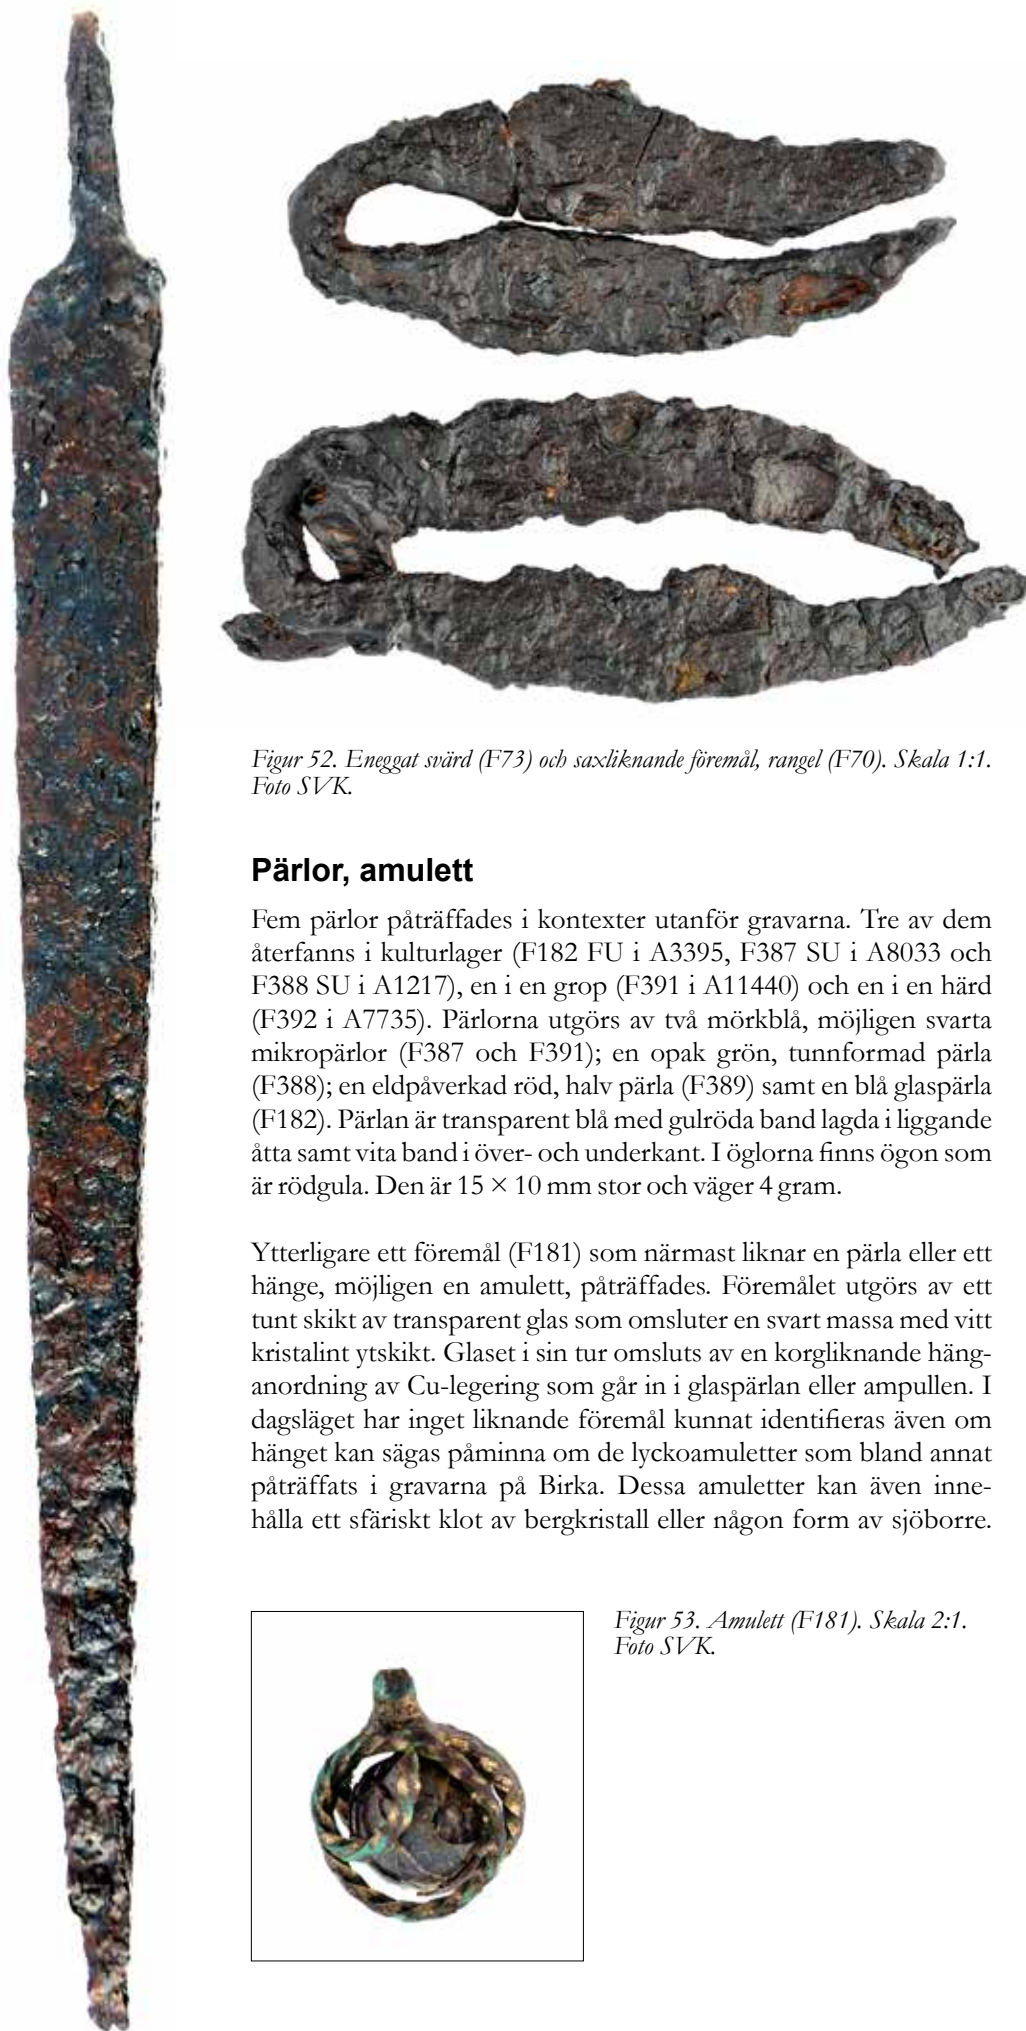 Figur 52. Eneggat svärd (F73) och saxliknande föremål, rangel (F70). Skala 1:1.
Foto SVK.
Pärlor, amulett
Fem pärlor påträffades i kontexter utanför gravarna. Tre av dem
återfanns i kulturlager (F182 FU i A3395, F387 SU i A8033 och
F388 SU i A1217), en i en grop (F391 i A11440) och en i en härd
(F392 i A7735). Pärlorna utgörs av två mörkblå, möjligen svarta
mikropärlor (F387 och F391); en opak grön, tunnformad pärla
(F388); en eldpåverkad röd, halv pärla (F389) samt en blå glaspärla
(F182). Pärlan är transparent blå med gulröda band lagda i liggande
åtta samt vita band i över- och underkant. I öglorna finns ögon som
är rödgula. Den är 15 × 10 mm stor och väger 4 gram.
Ytterligare ett föremål (F181) som närmast liknar en pärla eller ett
hänge, möjligen en amulett, påträffades. Föremålet utgörs av ett
tunt skikt av transparent glas som omsluter en svart massa med vitt
kristalint ytskikt. Glaset i sin tur omsluts av en korgliknande häng-
anordning av Cu-legering som går in i glaspärlan eller ampullen. I
dagsläget har inget liknande föremål kunnat identifieras även om
hänget kan sägas påminna om de lyckoamuletter som bland annat
påträffats i gravarna på Birka. Dessa amuletter kan även inne-
hålla ett sfäriskt klot av bergkristall eller någon form av sjöborre.
Figur 53. Amulett (F181). Skala 2:1.
Foto SVK.